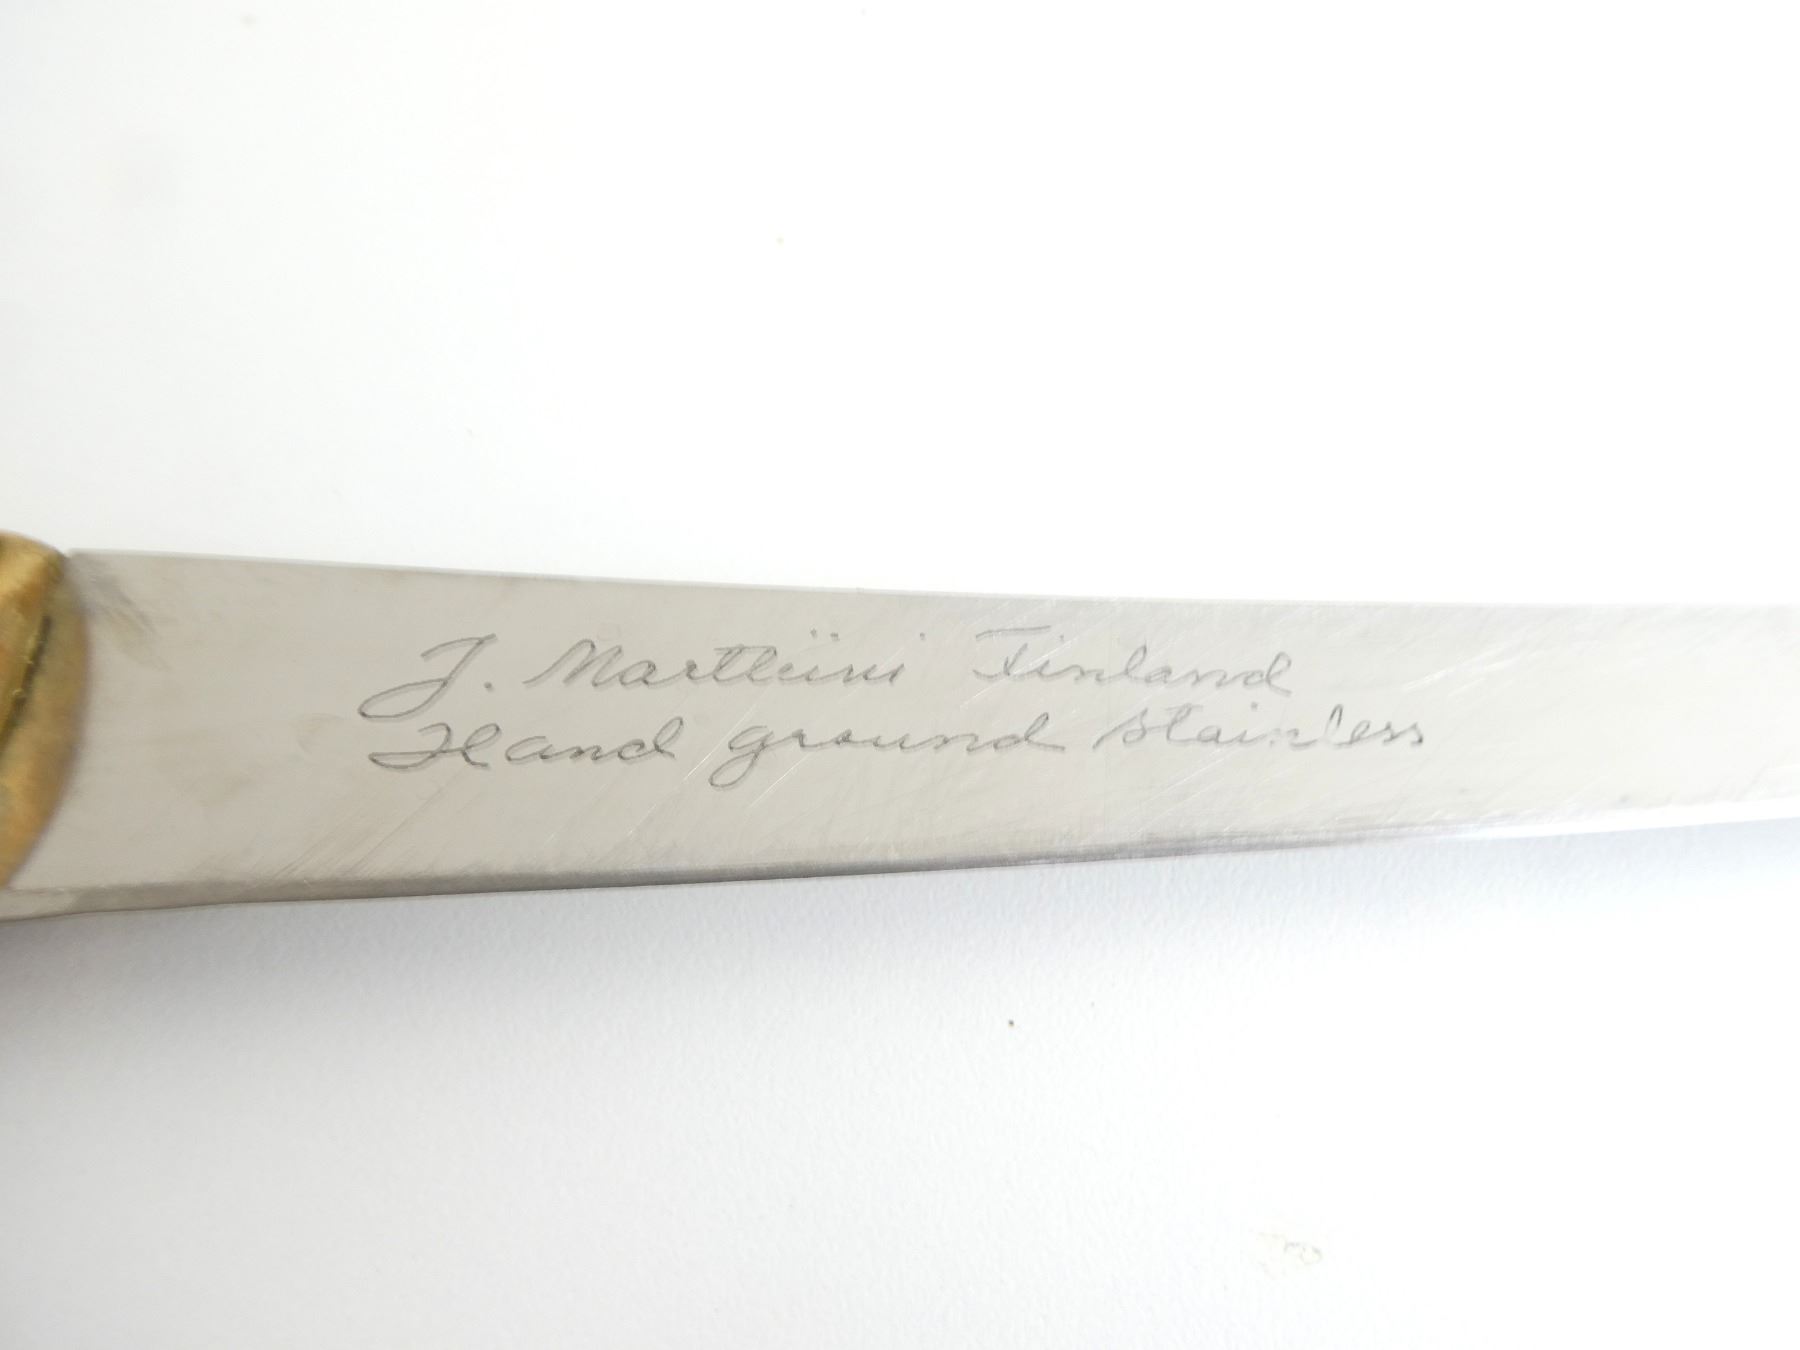 J. Marttiini Finland
Hand ground stainless